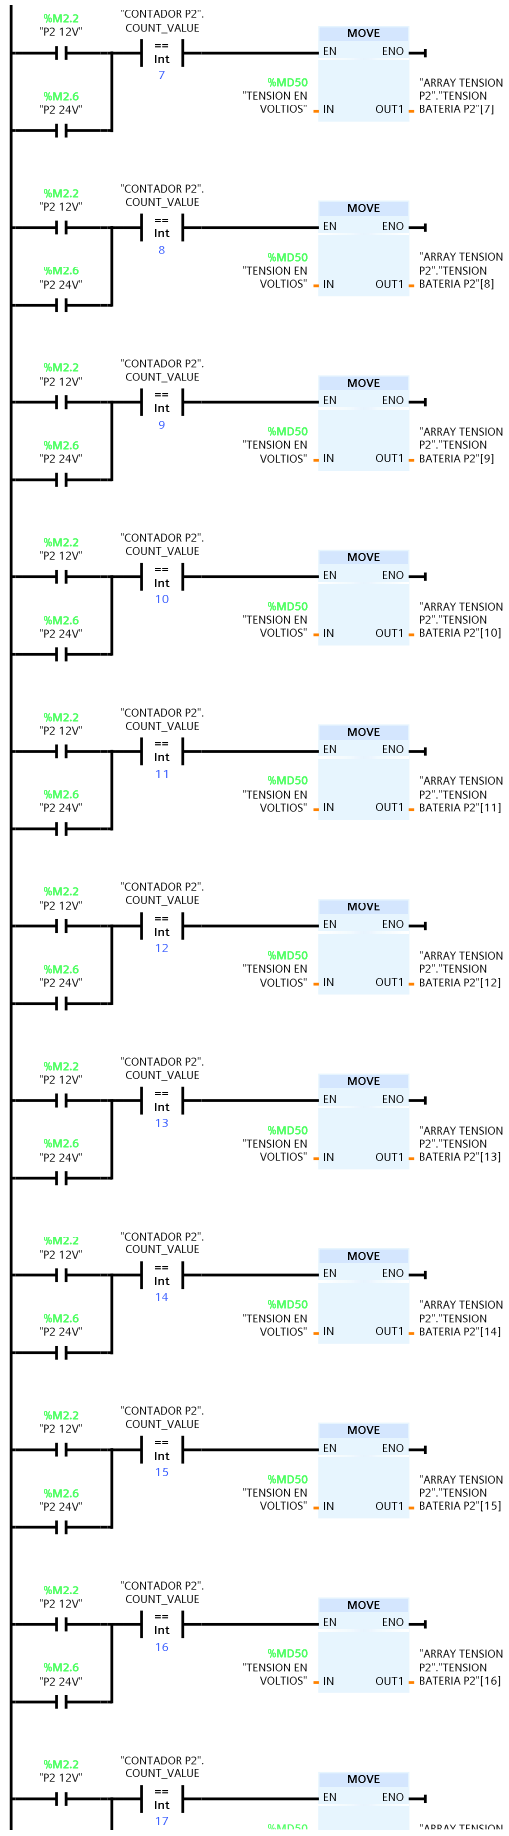 %M2.2
"P2 12V"
"CONTADOR P2".
COUNT_VALUE
==
Int
7
MOVE
EN ENO
%M2.6
"P2 24V"
%MD50
"TENSION EN
VOLTIOS"
IN OUT1
"ARRAY TENSION
P2"."TENSION
BATERIA P2"[7]
%M2.2
"P2 12V"
"CONTADOR P2".
COUNT_VALUE
==
Int
8
MOVE
EN ENO
%M2.6
"P2 24V"
%MD50
"TENSION EN
VOLTIOS"
IN OUT1
"ARRAY TENSION
P2"."TENSION
BATERIA P2"[8]
%M2.2
"P2 12V"
"CONTADOR P2".
COUNT_VALUE
==
Int
9
MOVE
EN ENO
%M2.6
"P2 24V"
%MD50
"TENSION EN
VOLTIOS"
IN OUT1
"ARRAY TENSION
P2"."TENSION
BATERIA P2"[9]
%M2.2
"P2 12V"
"CONTADOR P2".
COUNT_VALUE
==
Int
10
MOVE
EN ENO
%M2.6
"P2 24V"
%MD50
"TENSION EN
VOLTIOS"
IN OUT1
"ARRAY TENSION
P2"."TENSION
BATERIA P2"[10]
%M2.2
"P2 12V"
"CONTADOR P2".
COUNT_VALUE
==
Int
11
MOVE
EN ENO
%M2.6
"P2 24V"
%MD50
"TENSION EN
VOLTIOS"
IN OUT1
"ARRAY TENSION
P2"."TENSION
BATERIA P2"[11]
%M2.2
"P2 12V"
"CONTADOR P2".
COUNT_VALUE
==
Int
12
MOVE
EN ENO
%M2.6
"P2 24V"
%MD50
"TENSION EN
VOLTIOS"
IN OUT1
"ARRAY TENSION
P2"."TENSION
BATERIA P2"[12]
%M2.2
"P2 12V"
"CONTADOR P2".
COUNT_VALUE
==
Int
13
MOVE
EN ENO
%M2.6
"P2 24V"
%MD50
"TENSION EN
VOLTIOS"
IN OUT1
"ARRAY TENSION
P2"."TENSION
BATERIA P2"[13]
%M2.2
"P2 12V"
"CONTADOR P2".
COUNT_VALUE
==
Int
14
MOVE
EN ENO
%M2.6
"P2 24V"
%MD50
"TENSION EN
VOLTIOS"
IN OUT1
"ARRAY TENSION
P2"."TENSION
BATERIA P2"[14]
%M2.2
"P2 12V"
"CONTADOR P2".
COUNT_VALUE
==
Int
15
MOVE
EN ENO
%M2.6
"P2 24V"
%MD50
"TENSION EN
VOLTIOS"
IN OUT1
"ARRAY TENSION
P2"."TENSION
BATERIA P2"[15]
%M2.2
"P2 12V"
"CONTADOR P2".
COUNT_VALUE
==
Int
16
MOVE
EN ENO
%M2.6
"P2 24V"
%MD50
"TENSION EN
VOLTIOS"
IN OUT1
"ARRAY TENSION
P2"."TENSION
BATERIA P2"[16]
%M2.2
"P2 12V"
"CONTADOR P2".
COUNT_VALUE
==
Int
17
MOVE
EN ENO
%MD50
"ARRAY TENSION